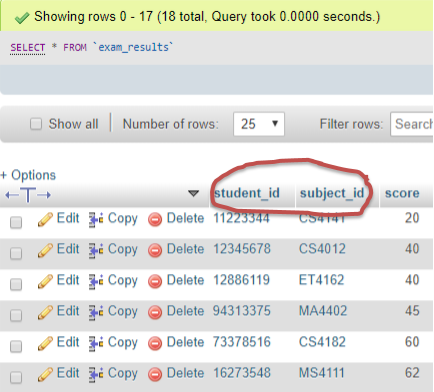 Showing rows 0 - 17 (18 total, Query took 0.0000 seconds.)
SELECT * FROM `exam_results`
Show all Number of rows: 25 Filter rows: Search
+ Options
student_id subject_id score
Edit Copy Delete 11223344 CS4141 20
Edit Copy Delete 12345678 CS4012 40
Edit Copy Delete 12886119 ET4162 40
Edit Copy Delete 94313375 MA4402 45
Edit Copy Delete 73378516 CS4182 60
Edit Copy Delete 16273548 MS4111 62